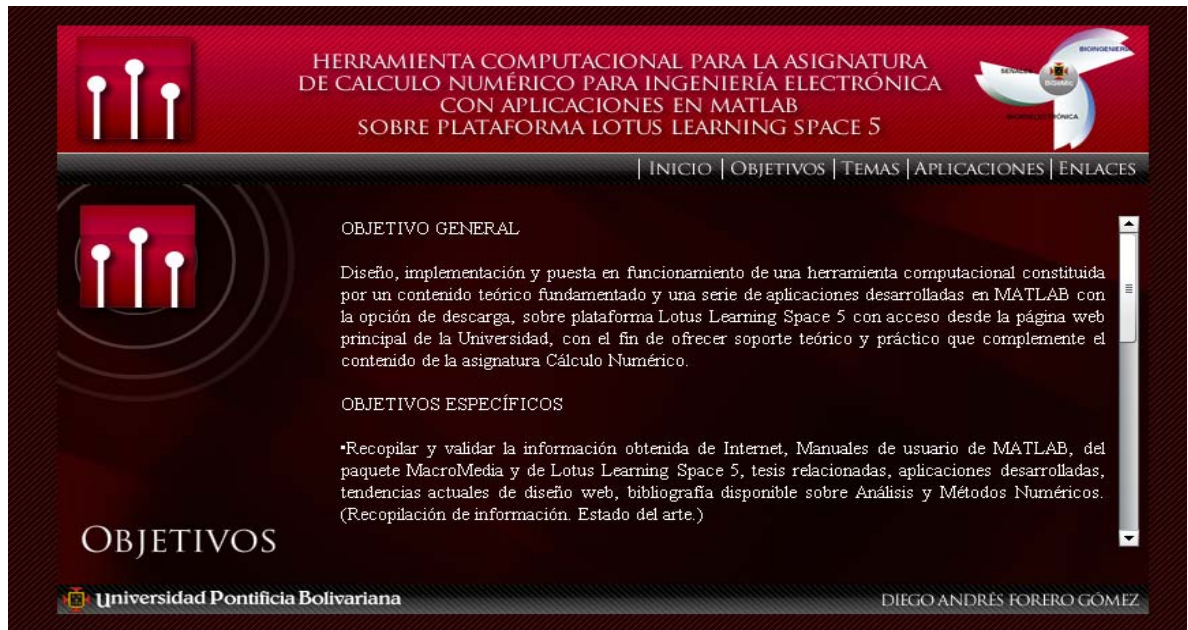 HERRAMIENTA COMPUTACIONAL PARA LA ASIGNATURA
DE CALCULO NUMÉRICO PARA INGENIERÍA ELECTRÓNICA
CON APLICACIONES EN MATLAB
SOBRE PLATAFORMA LOTUS LEARNING SPACE 5
BIOINGENIERÍA
SEÑALES
| INICIO | OBJETIVOS | TEMAS | APLICACIONES | ENLACES
OBJETIVO GENERAL
Diseño, implementación y puesta en funcionamiento de una herramienta computacional constituida
por un contenido teórico fundamentado y una serie de aplicaciones desarrolladas en MATLAB con
la opción de descarga, sobre plataforma Lotus Learning Space 5 con acceso desde la página web
principal de la Universidad, con el fin de ofrecer soporte teórico y práctico que complemente el
contenido de la asignatura Cálculo Numérico.
OBJETIVOS ESPECÍFICOS
▪Recopilar y validar la información obtenida de Internet, Manuales de usuario de MATLAB, del
paquete MacroMedia y de Lotus Learning Space 5, tesis relacionadas, aplicaciones desarrolladas,
tendencias actuales de diseño web, bibliografía disponible sobre Análisis y Métodos Numéricos.
(Recopilación de información. Estado del arte.)
OBJETIVOS
Universidad Pontificia Bolivariana
DIEGO ANDRÉS FORERO GÓMEZ